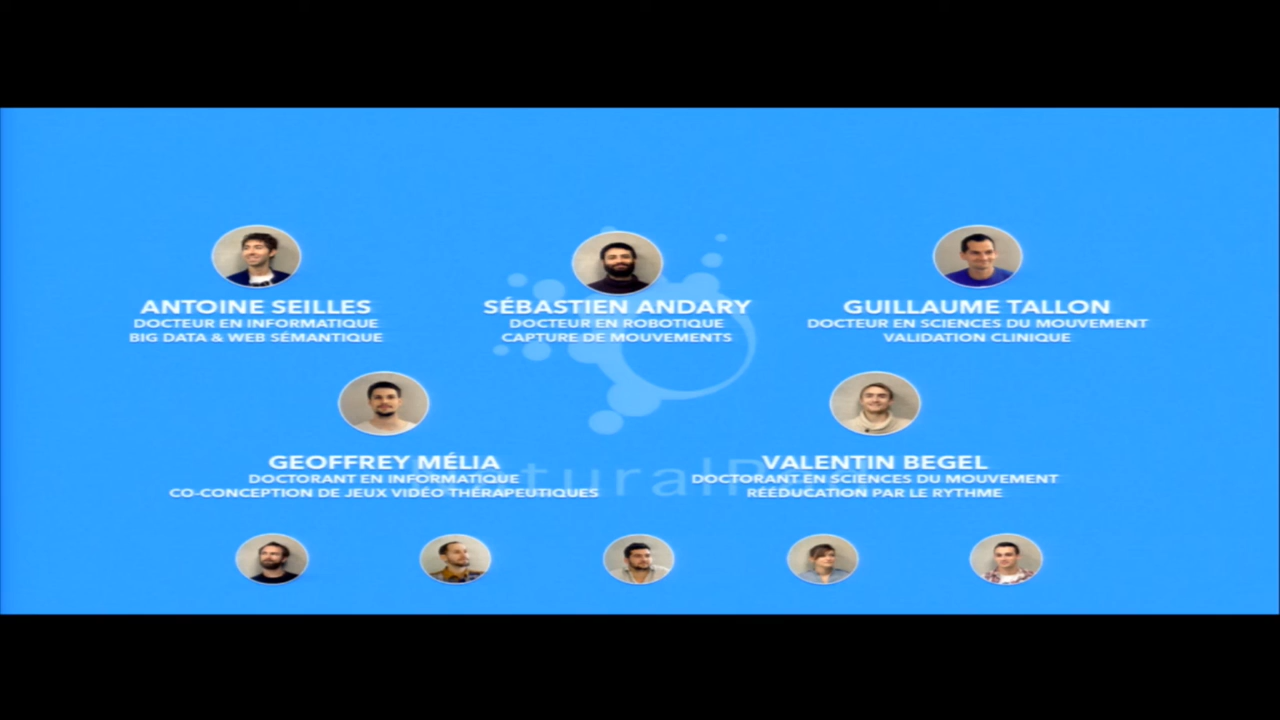 ANTOINE SEILLES
DOCTEUR EN INFORMATIQUE
BIG DATA & WEB SÉMANTIQUE
SÉBASTIEN ANDARY
DOCTEUR EN ROBOTIQUE
CAPTURE DE MOUVEMENTS
GUILLAUME TALLON
DOCTEUR EN SCIENCES DU MOUVEMENT
VALIDATION CLINIQUE
GEOFFREY MÉLIA
DOCTORANT EN INFORMATIQUE
CO-CONCEPTION DE JEUX VIDÉO THÉRAPEUTIQUES
VALENTIN BEGEL
DOCTORANT EN SCIENCES DU MOUVEMENT
RÉÉDUCATION PAR LE RYTHME